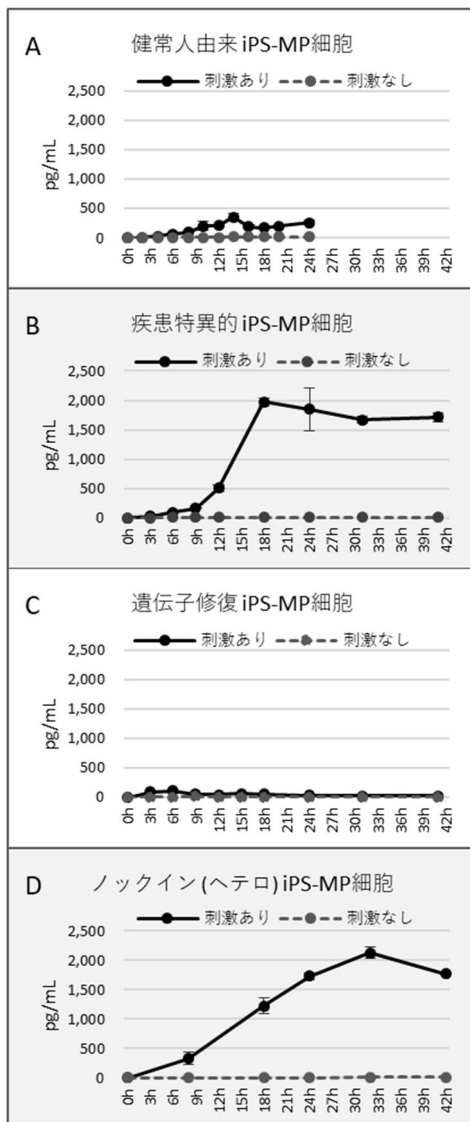 A
健常人由来 iPS-MP細胞
刺激あり 刺激なし
2,500
2,000
1,500
1,000
500
0
pg/mL
0h 3h 6h 9h 12h 15h 18h 21h 24h 27h 30h 33h 36h 39h 42h
B
疾患特異的 iPS-MP細胞
刺激あり 刺激なし
2,500
2,000
1,500
1,000
500
0
pg/mL
0h 3h 6h 9h 12h 15h 18h 21h 24h 27h 30h 33h 36h 39h 42h
C
遺伝子修復 iPS-MP細胞
刺激あり 刺激なし
2,500
2,000
1,500
1,000
500
0
pg/mL
0h 3h 6h 9h 12h 15h 18h 21h 24h 27h 30h 33h 36h 39h 42h
D
ノックイン (ヘテロ) iPS-MP細胞
刺激あり 刺激なし
2,500
2,000
1,500
1,000
500
0
pg/mL
0h 3h 6h 9h 12h 15h 18h 21h 24h 27h 30h 33h 36h 39h 42h